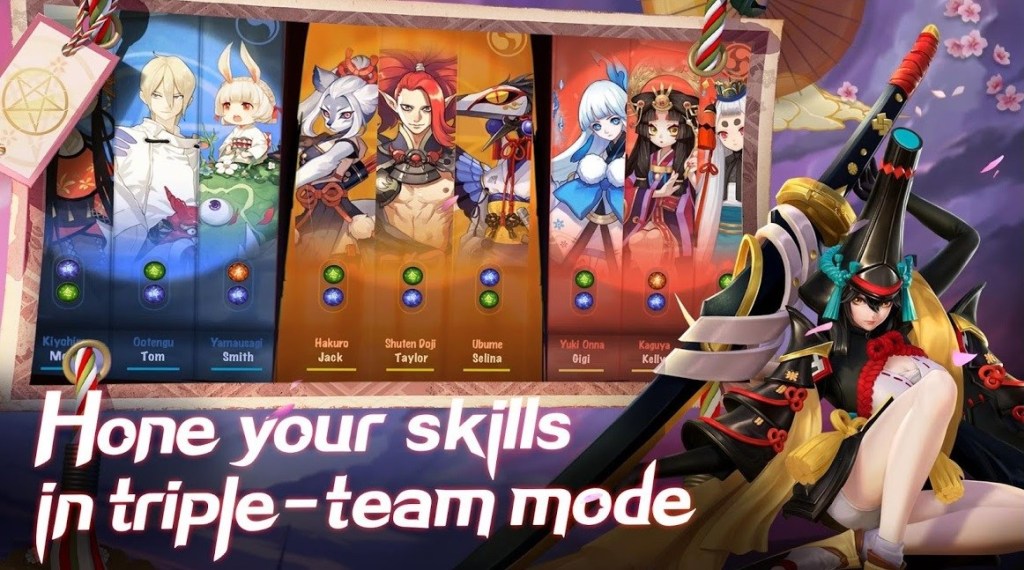 Kiyohi
Ootengu
Tom
Yamausagi
Smith
Hakuro
Jack
Shuten Doji
Taylor
Ubume
Selina
Yuki Onna
Gigi
Kaguya
Kelly
Hone your skills
in triple-team mode